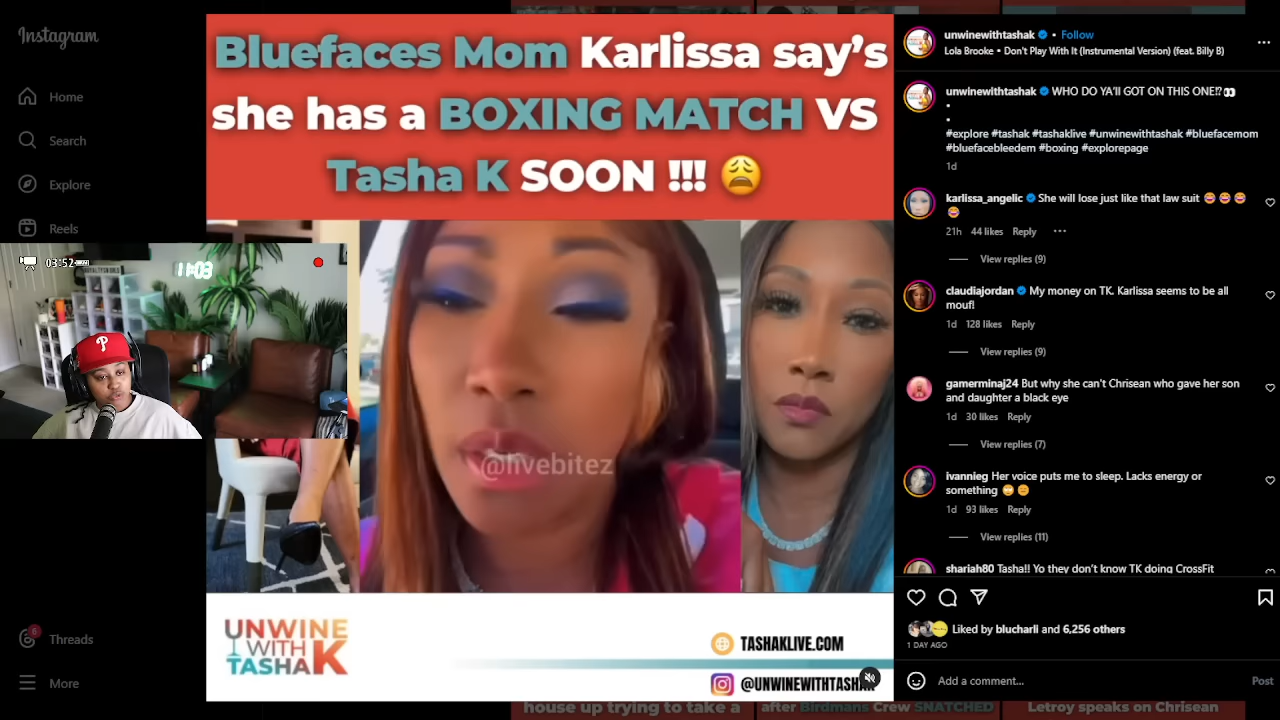 Instagram
Home
Search
Explore
Reels
03:52
11:03
P
Threads
6
More
Bluefaces Mom Karlissa say's
she has a BOXING MATCH VS
Tasha K SOON !!! 😩
@livebitez
UNWINE
WITH
TASHA K
TASHAKLIVE.COM
@UNWINEWITHTASHAK
house up trying to take a
after Birdmans Crew SNATCHED
Letroy speaks on Chrisean
unwinewithtashak • Follow
Lola Brooke • Don't Play With It (Instrumental Version) (feat. Billy B)
unwinewithtashak WHO DO YA'll GOT ON THIS ONE⁉️👀
•
•
#explore #tashak #tashaklive #unwinewithtashak #bluefacemom
#bluefacebleedem #boxing #explorepage
1d
karlissa_angelic She will lose just like that law suit 😂😂😂
😂
21h 44 likes Reply •••
View replies (9)
claudiajordan My money on TK. Karlissa seems to be all
mouf!
1d 128 likes Reply
View replies (9)
gamerminaj24 But why she can't Chrisean who gave her son
and daughter a black eye
1d 30 likes Reply
View replies (7)
ivannieg Her voice puts me to sleep. Lacks energy or
something 🙄😊
1d 93 likes Reply
View replies (11)
shariah80 Tasha!! Yo they don't know TK doing CrossFit
Liked by blucharli and 6,256 others
1 DAY AGO
Add a comment...
Post